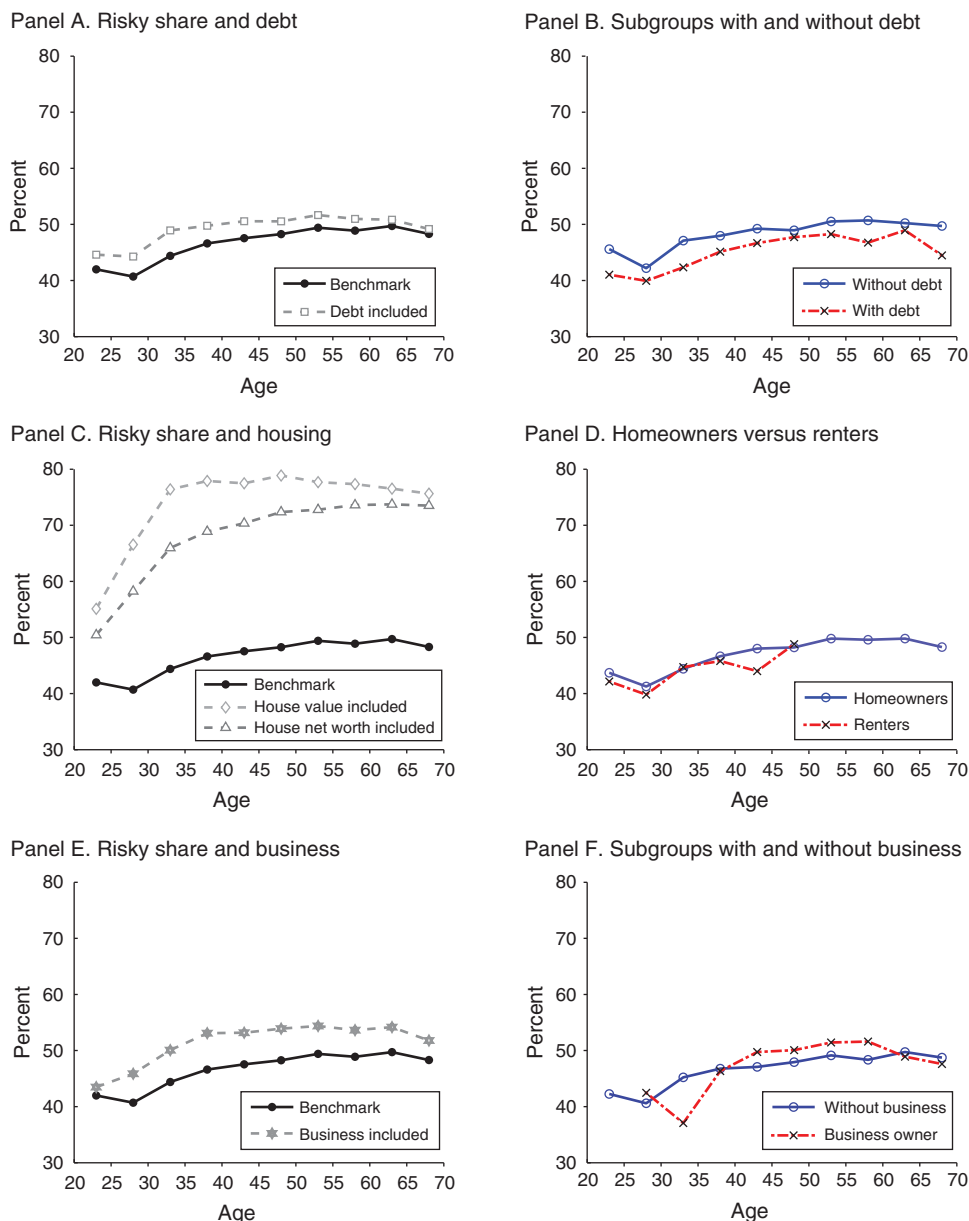 Panel A. Risky share and debt
80
70
60
50
40
30
Percent
Benchmark
Debt included
20 25 30 33 40 45 50 55 60 65 70
Age
Panel B. Subgroups with and without debt
80
70
60
50
40
30
Percent
Without debt
With debt
20 25 30 33 40 45 50 55 60 65 70
Age
Panel C. Risky share and housing
80
70
60
50
40
30
Percent
Benchmark
House value included
House net worth included
20 25 30 33 40 45 50 55 60 65 70
Age
Panel D. Homeowners versus renters
80
70
60
50
40
30
Percent
Homeowners
Renters
20 25 30 33 40 45 50 55 60 65 70
Age
Panel E. Risky share and business
80
70
60
50
40
30
Percent
Benchmark
Business included
20 25 30 33 40 45 50 55 60 65 70
Age
Panel F. Subgroups with and without business
80
70
60
50
40
30
Percent
Without business
Business owner
20 25 30 33 40 45 50 55 60 65 70
Age